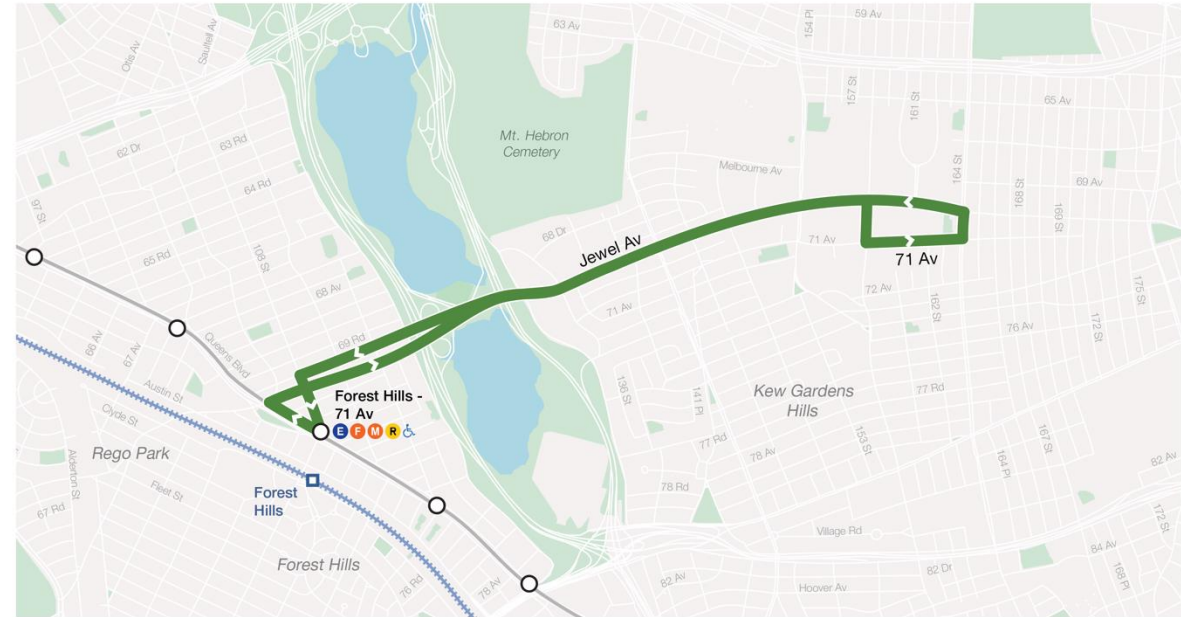 59 Av
63 Av
154 Pl
Otis Av
Saultell Av
157 St
161 St
65 Av
62 Dr
63 Rd
Mt. Hebron
Cemetery
Melbourne Av
164 St
168 St
69 Av
64 Rd
97 St
169 St
68 Dr
Jewel Av
71 Av
71 Av
65 Rd
108 St
68 Av
72 Av
162 St
175 St
71 Av
76 Av
172 St
66 Av
67 Av
Queens Blvd
69 Rd
Austin St
Clyde St
Forest Hills -
71 Av
E F M R
136 St
141 Pl
Kew Gardens
Hills
77 Rd
Rego Park
77 Rd
153 St
167 St
78 Av
164 Pl
82 Av
Alderton St
Fleet St
Forest
Hills
78 Rd
67 Rd
Village Rd
172 St
84 Av
Forest Hills
76 Rd
78 Av
82 Av
82 Dr
Hoover Av
168 Pl